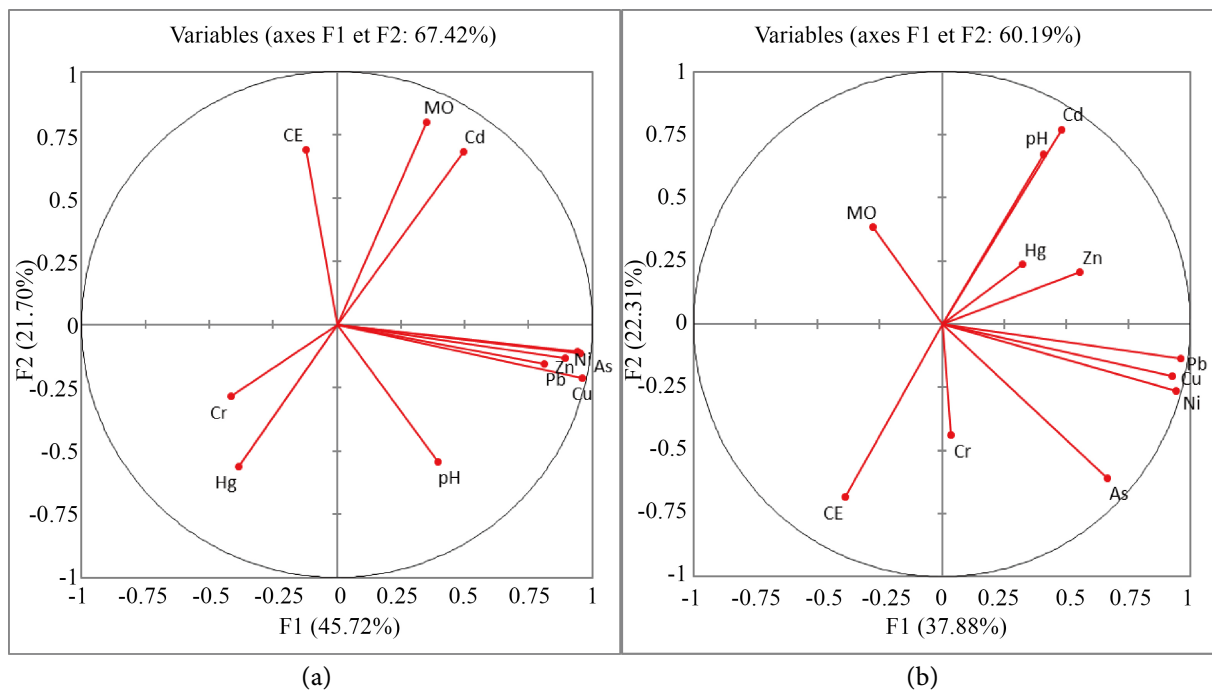 Variables (axes F1 et F2: 67.42%)
1
0.75
0.5
0.25
0
-0.25
-0.5
-0.75
-1
F2 (21.70%)
CE
MO
Cd
Ni
Zn
As
Pb
Cu
Cr
Hg
pH
-1
-0.75
-0.5
-0.25
0
0.25
0.5
0.75
1
F1 (45.72%)
(a)
Variables (axes F1 et F2: 60.19%)
1
0.75
0.5
0.25
0
-0.25
-0.5
-0.75
-1
F2 (22.31%)
Cd
pH
MO
Hg
Zn
Pb
Cu
Ni
Cr
As
CE
-1
-0.75
-0.5
-0.25
0
0.25
0.5
0.75
1
F1 (37.88%)
(b)